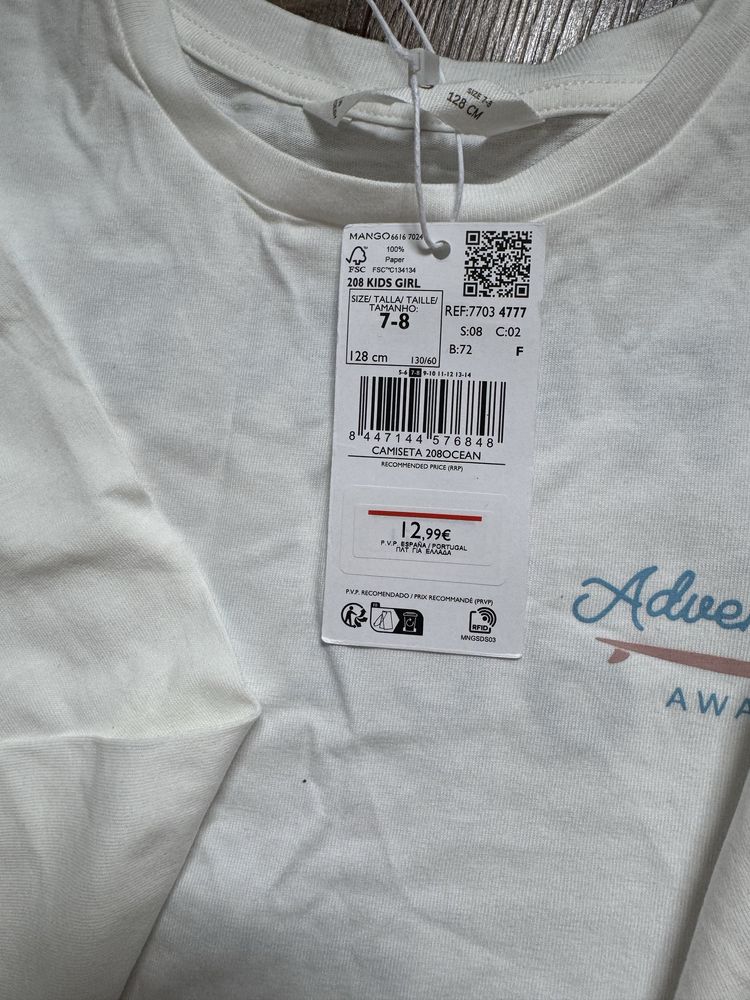 SIZE 7-8
128 CM
MANGO 6616 7024
100%
Paper
FSC
FSC™C134134
208 KIDS GIRL
SIZE/ TALLA/ TAILLE/
TAMANHO:
7-8
128 cm 130/60
REF:7703 4777
S:08 C:02
B:72 F
5-6 7-8 9-10 11-12 13-14
8 447144 576848
CAMISETA 208OCEAN
RECOMMENDED PRICE (RRP)
12,99€
P.V.P. ESPAÑA / PORTUGAL
ΠΛΤ ΓΙΑ ΕΛΛΑΔΑ
P.V.P. RECOMENDADO / PRIX RECOMMANDÉ (PRVP)
RFID
MNGSDS03
Adve
AWA